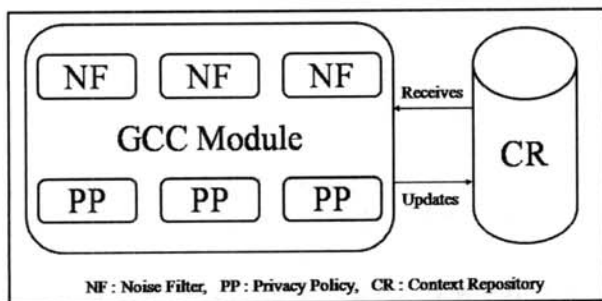 NF NF NF
Receives
GCC Module
CR
PP PP PP
Updates
NF : Noise Filter, PP : Privacy Policy, CR : Context Repository